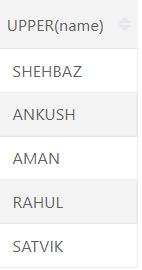 UPPER(name)
SHEHBAZ
ANKUSH
AMAN
RAHUL
SATVIK